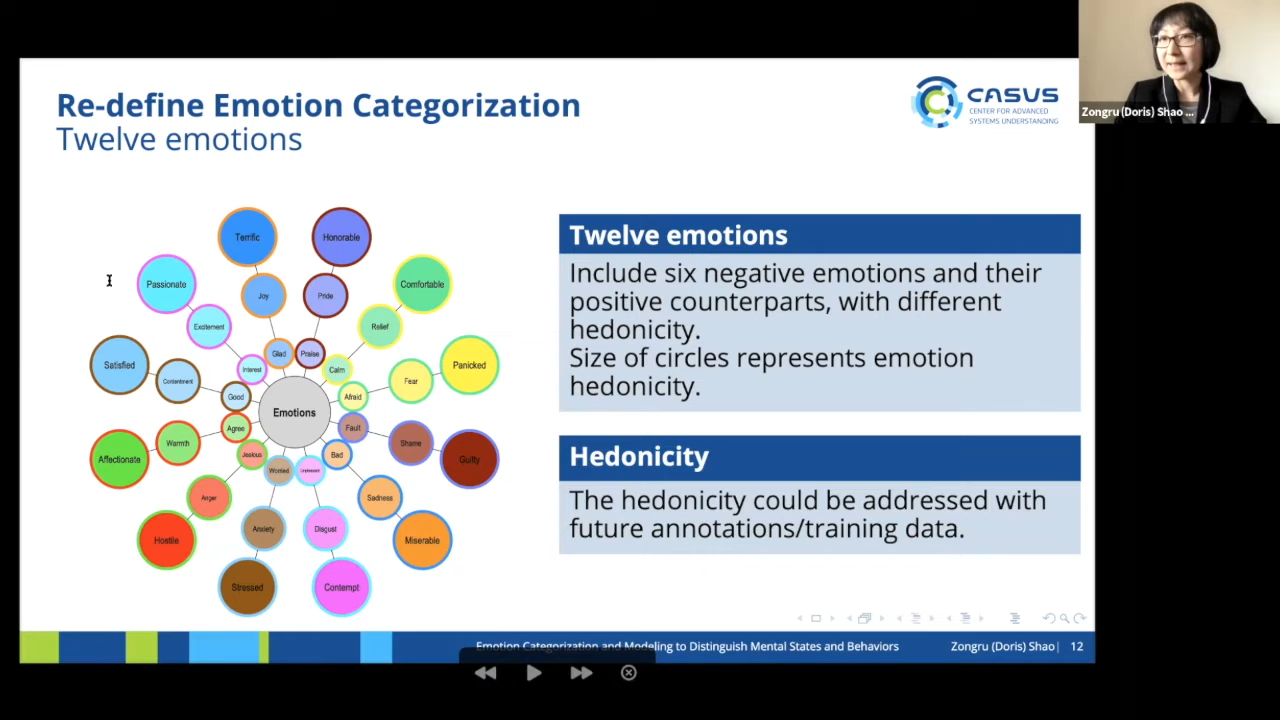 Re-define Emotion Categorization
Twelve emotions
CASUS
CENTER FOR ADVANCED
SYSTEMS UNDERSTANDING
Zongru (Doris) Shao ...
Terrific
Honorable
Passionate
Comfortable
Joy
Pride
Excitement
Relief
Glad
Praise
Interest
Calm
Satisfied
Contentment
Good
Afraid
Fear
Panicked
Emotions
Agree
Fault
Warmth
Shame
Affectionate
Guilty
Jealous
Bad
Worried
Unpleasant
Anger
Sadness
Anxiety
Disgust
Hostile
Miserable
Stressed
Contempt
Twelve emotions
Include six negative emotions and their
positive counterparts, with different
hedonicity.
Size of circles represents emotion
hedonicity.
Hedonicity
The hedonicity could be addressed with
future annotations/training data.
Emotion Categorization and Modeling to Distinguish Mental States and Behaviors
Zongru (Doris) Shao | 12